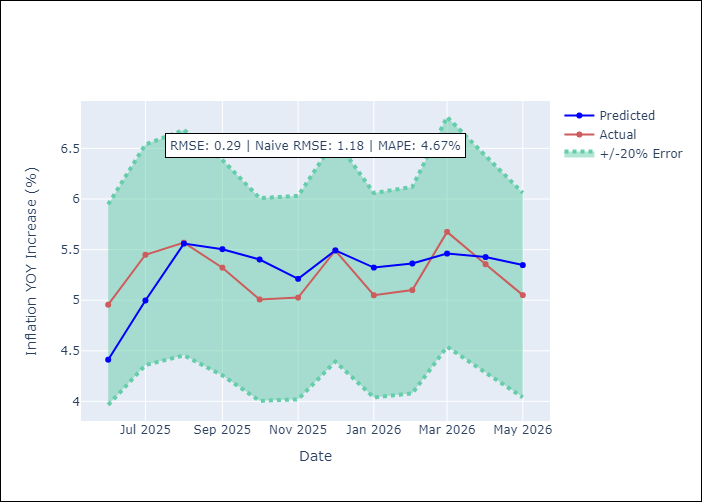 RMSE: 0.29 | Naive RMSE: 1.18 | MAPE: 4.67%
Predicted
Actual
+/-20% Error
Inflation YOY Increase (%)
6.5
6
5.5
5
4.5
4
Jul 2025
Sep 2025
Nov 2025
Jan 2026
Mar 2026
May 2026
Date